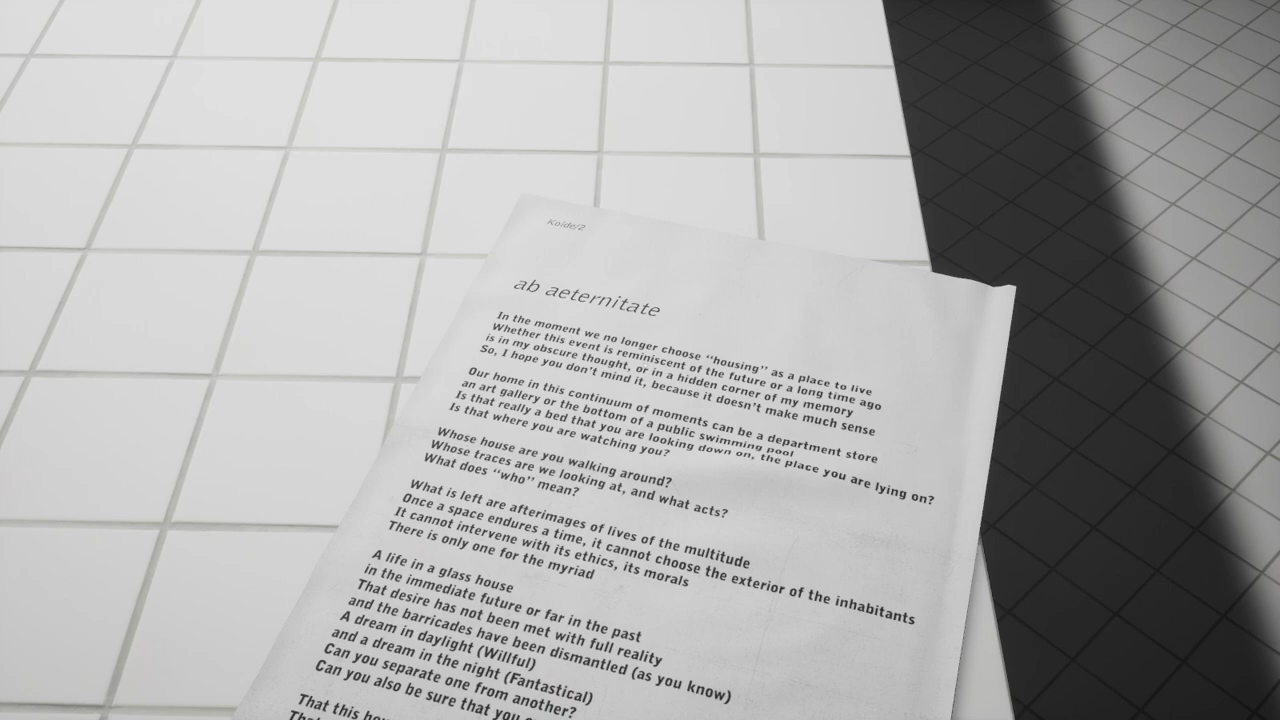 Kaide/2
ab aeternitate
In the moment we no longer choose “housing” as a place to live
Whether this event is reminiscent of the future or a long time ago
is in my obscure thought, or in a hidden corner of my memory
So, I hope you don’t mind it, because it doesn’t make much sense
Our home in this continuum of moments can be a department store
an art gallery or the bottom of a public swimming pool
Is that really a bed that you are looking down on, the place you are lying on?
Is that where you are watching you?
Whose house are you walking around?
Whose traces are we looking at, and what acts?
What does “who” mean?
What is left are afterimages of lives of the multitude
Once a space endures a time, it cannot choose the exterior of the inhabitants
It cannot intervene with its ethics, its morals
There is only one for the myriad
A life in a glass house
in the immediate future or far in the past
That desire has not been met with full reality
and the barricades have been dismantled (as you know)
A dream in daylight (Willful)
and a dream in the night (Fantastical)
Can you separate one from another?
Can you also be sure that you
That this